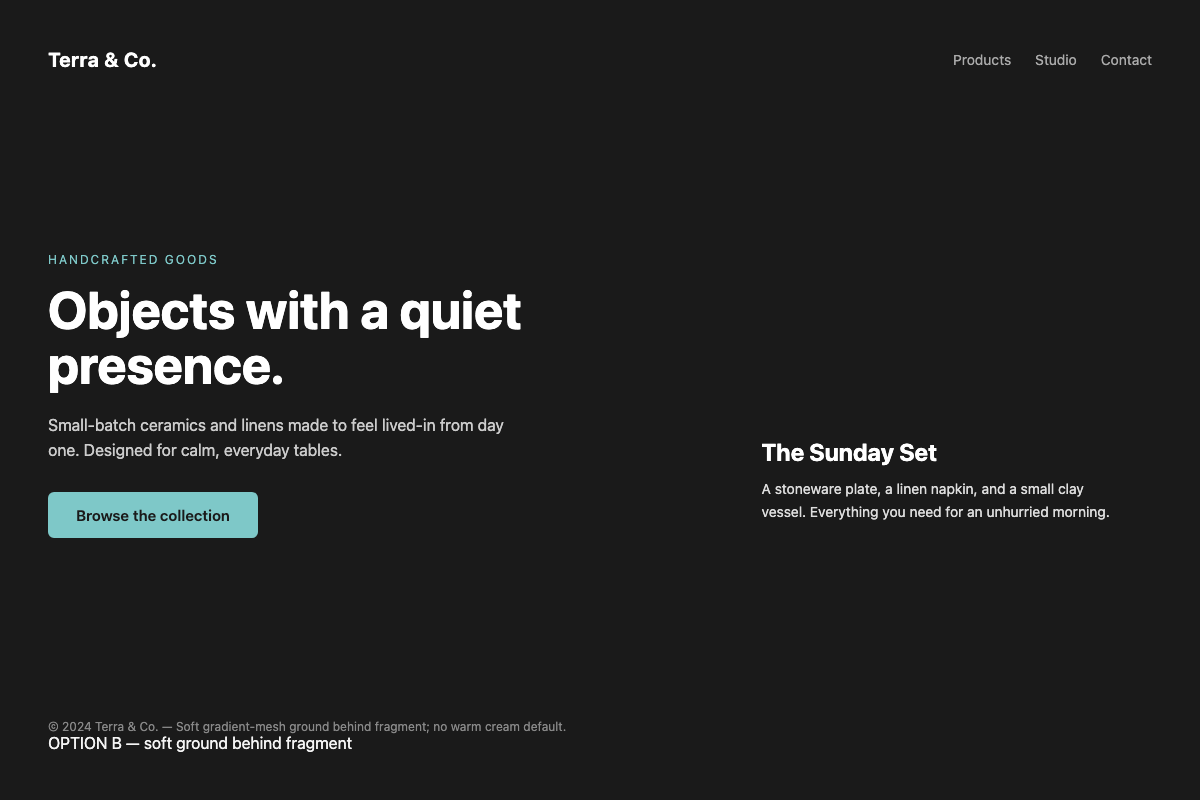 Terra & Co.
Products
Studio
Contact
HANDCRAFTED GOODS
Objects with a quiet
presence.
Small-batch ceramics and linens made to feel lived-in from day
one. Designed for calm, everyday tables.
Browse the collection
The Sunday Set
A stoneware plate, a linen napkin, and a small clay
vessel. Everything you need for an unhurried morning.
© 2024 Terra & Co. — Soft gradient-mesh ground behind fragment; no warm cream default.
OPTION B — soft ground behind fragment